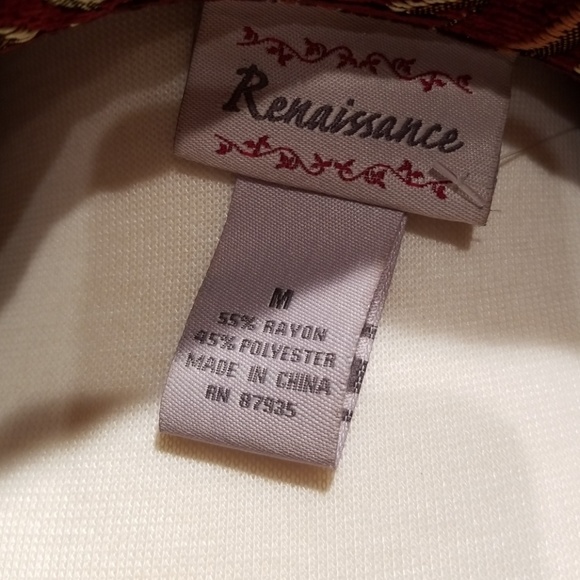 Renaissance
M
55% RAYON
45% POLYESTER
MADE IN CHINA
RN 87935